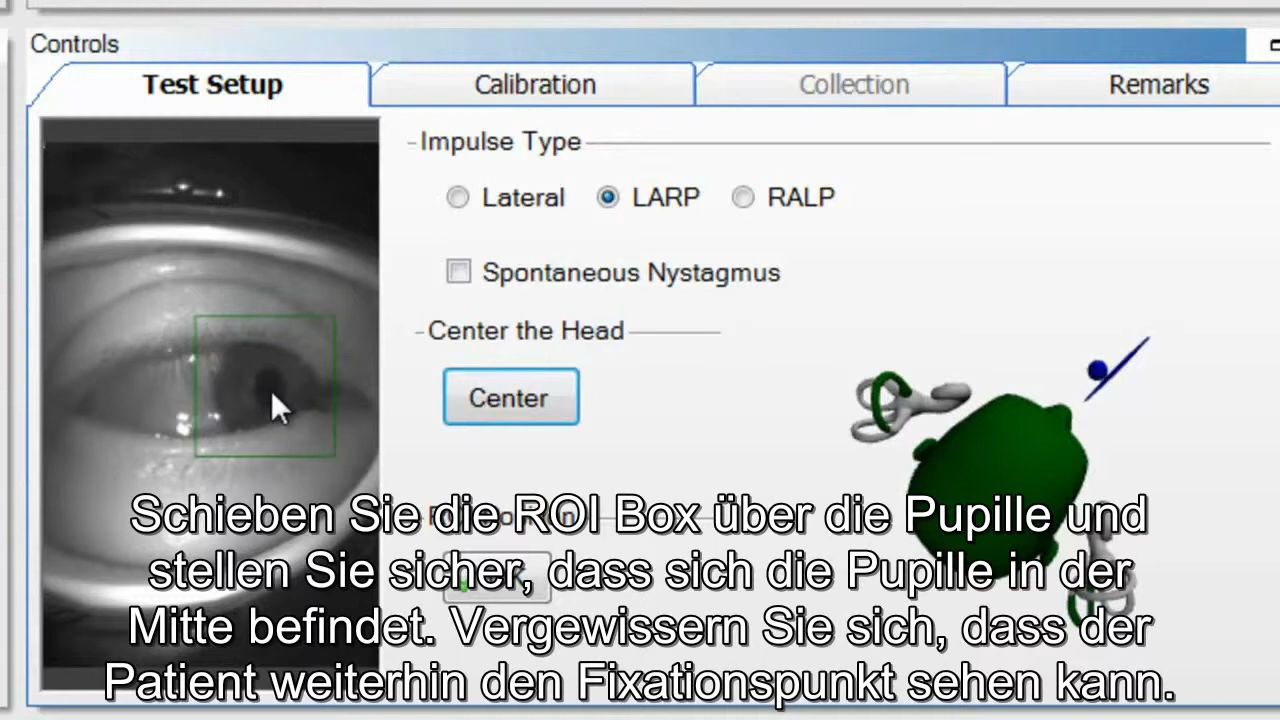 Controls
Test Setup
Calibration
Collection
Remarks
Impulse Type
Lateral
LARP
RALP
Spontaneous Nystagmus
Center the Head
Center
Schieben Sie die ROI Box über die Pupille und
stellen Sie sicher, dass sich die Pupille in der
Mitte befindet. Vergewissern Sie sich, dass der
Patient weiterhin den Fixationspunkt sehen kann.